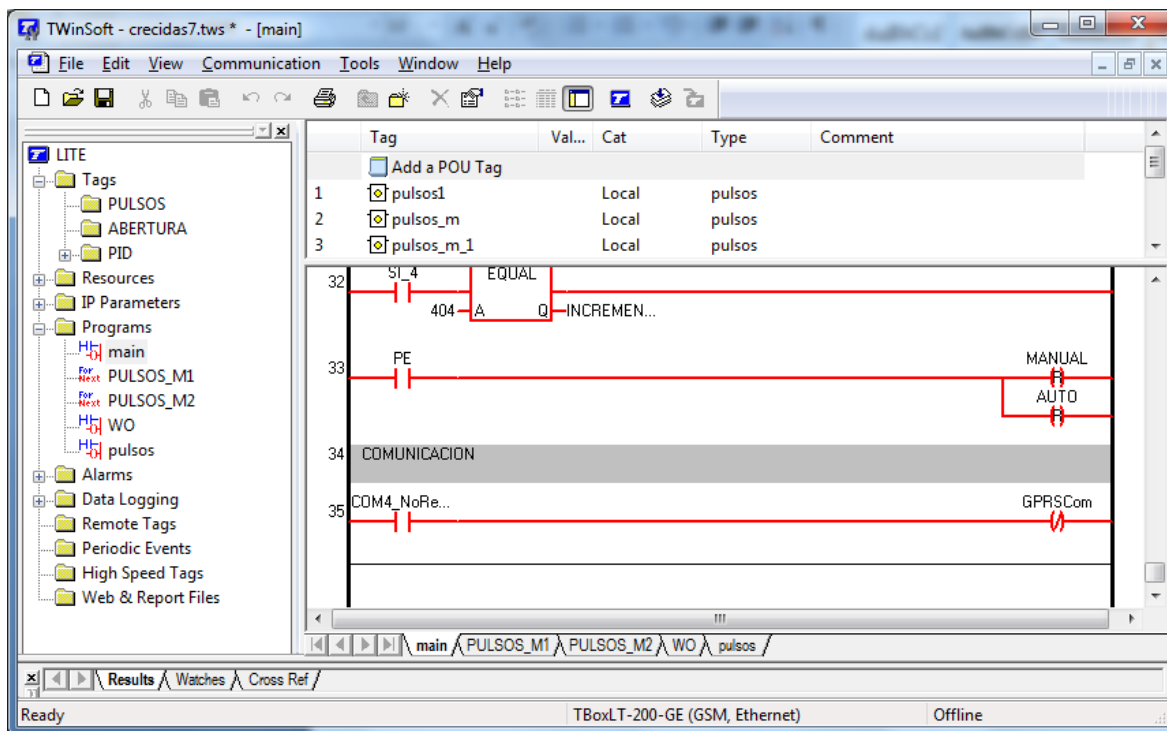 TWinSoft - crecidas7.tws * - [main]
File Edit View Communication Tools Window Help
LITE
Tags
PULSOS
ABERTURA
PID
Resources
IP Parameters
Programs
main
For Next PULSOS_M1
For Next PULSOS_M2
WO
pulsos
Alarms
Data Logging
Remote Tags
Periodic Events
High Speed Tags
Web & Report Files
Tag Val... Cat Type Comment
Add a POU Tag
1 pulsos1 Local pulsos
2 pulsos_m Local pulsos
3 pulsos_m_1 Local pulsos
32 SI_4 EQUAL
404 A Q INCREMEN...
33 PE MANUAL
R
AUTO
R
34 COMUNICACION
35 COM4_NoRe... GPRSCom
main PULSOS_M1 PULSOS_M2 WO pulsos
Results Watches Cross Ref
Ready TBoxLT-200-GE (GSM, Ethernet) Offline